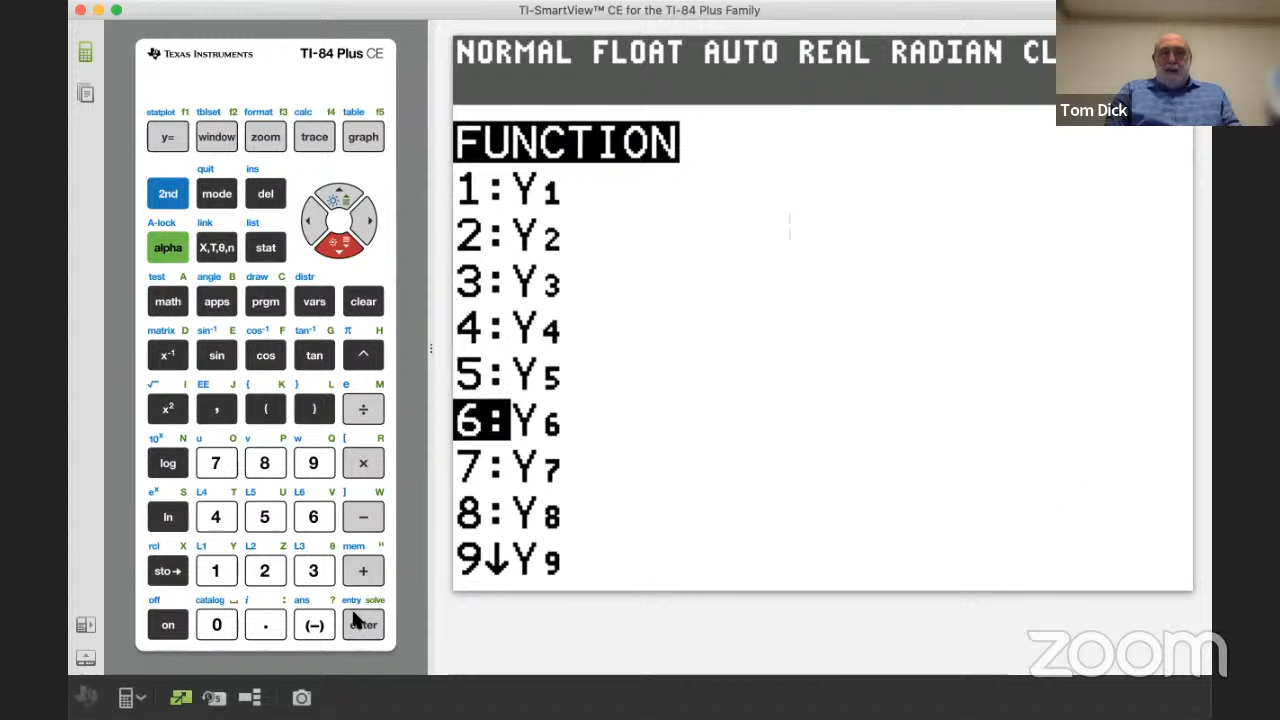 TI-SmartView™ CE for the TI-84 Plus Family
TEXAS INSTRUMENTS TI-84 Plus CE
statplot f1 tblset f2 format f3 calc f4 table f5
y= window zoom trace graph
quit ins
2nd mode del
A-lock link list
alpha X,T,θ,n stat
test A angle B draw C distr
math apps prgm vars clear
matrix D sin⁻¹ E cos⁻¹ F tan⁻¹ G π H
x⁻¹ sin cos tan ^
√ I EE J { K } L e M
x² , ( ) ÷
10ˣ N u O v P w Q [ R
log 7 8 9 ×
eˣ S L4 T L5 U L6 V ] W
ln 4 5 6 −
rcl X L1 Y L2 Z L3 θ mem "
sto→ 1 2 3 +
off catalog ⎵ i : ans ? entry solve
on 0 . (−) enter
NORMAL FLOAT AUTO REAL RADIAN CL
FUNCTION
1:Y1
2:Y2
3:Y3
4:Y4
5:Y5
6:Y6
7:Y7
8:Y8
9↓Y9
Tom Dick
zoom